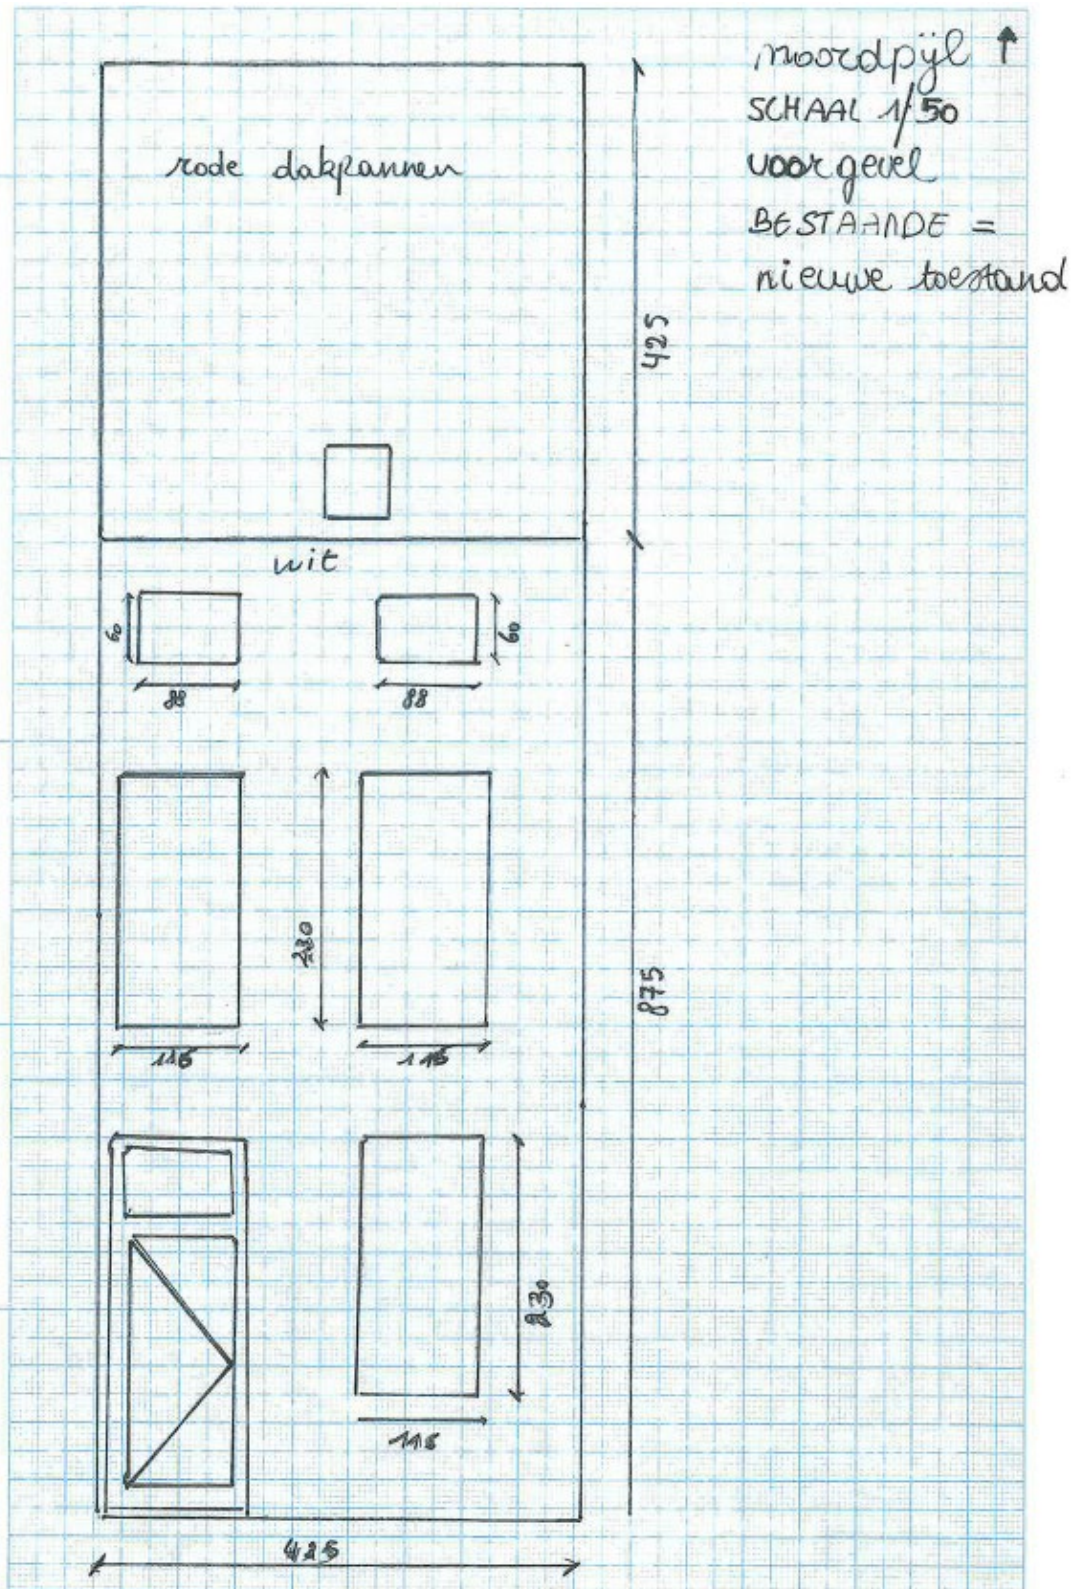 noordpijl ↑
SCHAAL 1/50
voorgevel
BESTAANDE =
nieuwe toestand
rode dakpannen
425
wit
60
60
88
88
230
875
115
115
230
115
425